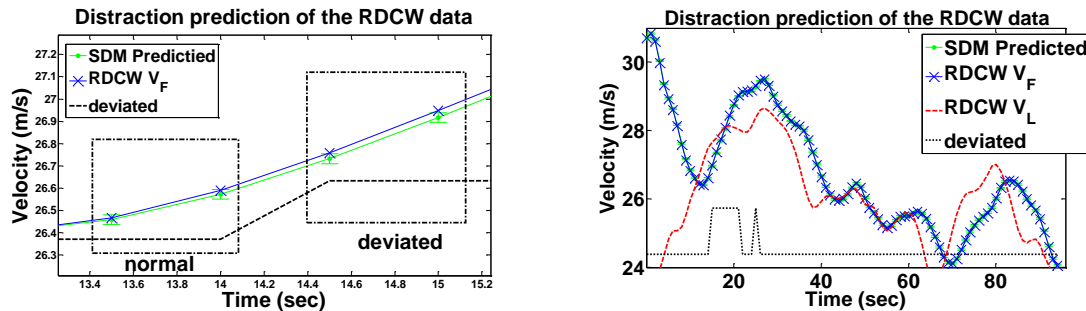 Distraction prediction of the RDCW data
27.2
27.1
27
26.9
26.8
26.7
26.6
26.5
26.4
26.3
Velocity (m/s)
SDM Predictied
RDCW V_F
deviated
normal
deviated
13.4 13.6 13.8 14 14.2 14.4 14.6 14.8 15 15.2
Time (sec)
Distraction prediction of the RDCW data
30
28
26
24
Velocity (m/s)
SDM Predicted
RDCW V_F
RDCW V_L
deviated
20 40 60 80
Time (sec)